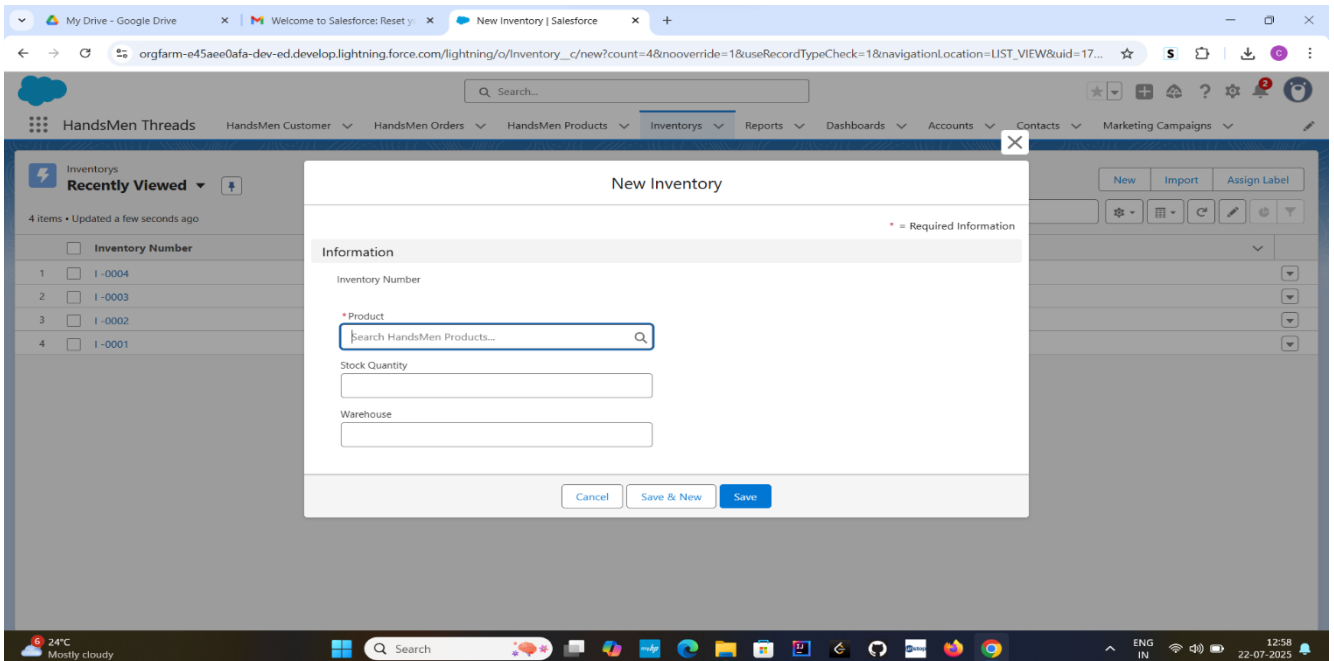 My Drive - Google Drive
Welcome to Salesforce: Reset y
New Inventory | Salesforce
orgfarm-e45aee0afa-dev-ed.develop.lightning.force.com/lightning/o/Inventory__c/new?count=4&nooverride=1&useRecordTypeCheck=1&navigationLocation=LIST_VIEW&uid=17...
S
C
Search...
2
HandsMen Threads
HandsMen Customer
HandsMen Orders
HandsMen Products
Inventorys
Reports
Dashboards
Accounts
Contacts
Marketing Campaigns
Inventorys
Recently Viewed
New
Import
Assign Label
4 items • Updated a few seconds ago
Inventory Number
1 I -0004
2 I -0003
3 I -0002
4 I -0001
New Inventory
* = Required Information
Information
Inventory Number
*Product
Search HandsMen Products...
Stock Quantity
Warehouse
Cancel
Save & New
Save
6
24°C
Mostly cloudy
Search
ENG
IN
12:58
22-07-2025